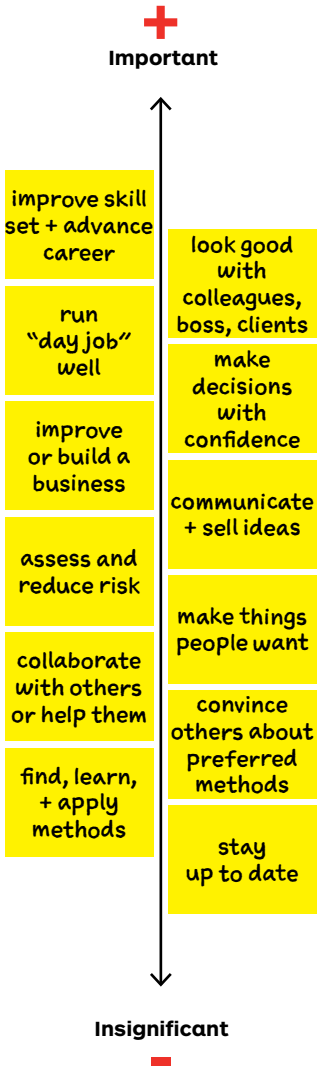 Important
improve skill
set + advance
career
look good
with
colleagues,
boss, clients
run
“day job”
well
make
decisions
with
confidence
improve
or build a
business
communicate
+ sell ideas
assess and
reduce risk
make things
people want
collaborate
with others
or help them
convince
others about
preferred
methods
find, learn,
+ apply
methods
stay
up to date
Insignificant